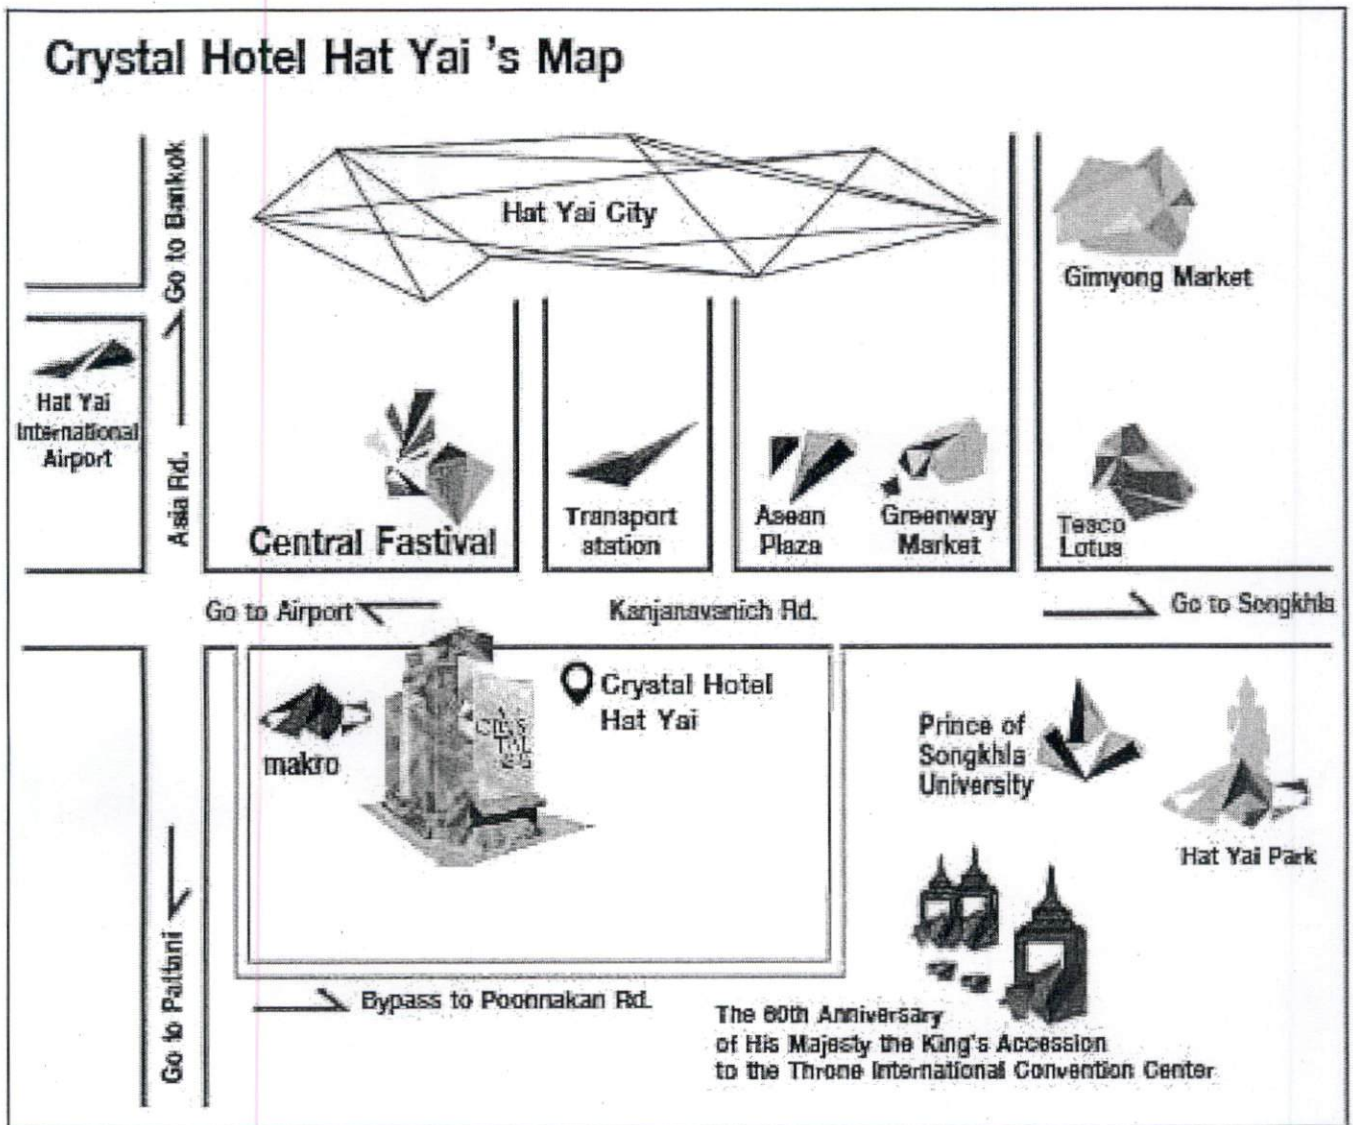 Crystal Hotel Hat Yai 's Map
Go to Bankok
Hat Yai City
Gimyong Market
Hat Yai
International
Airport
Asia Rd.
Central Fastival
Transport
station
Asean
Plaza
Greenway
Market
Tesco
Lotus
Go to Airport
Kanjanavanich Rd.
Go to Songkhla
makro
CRYS
TAL
Crystal Hotel
Hat Yai
Prince of
Songkhla
University
Hat Yai Park
Go to Pattani
Bypass to Poonnakan Rd.
The 60th Anniversary
of His Majesty the King's Accession
to the Throne International Convention Center